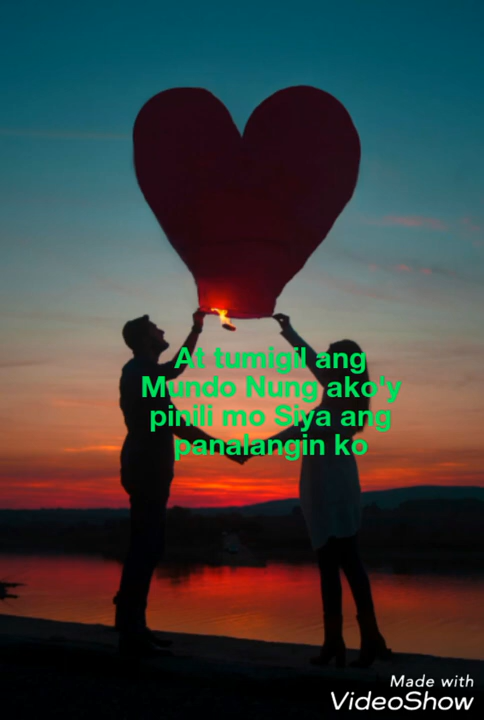 At tumigil ang
Mundo Nung ako'y
pinili mo Siya ang
panalangin ko
Made with
VideoShow